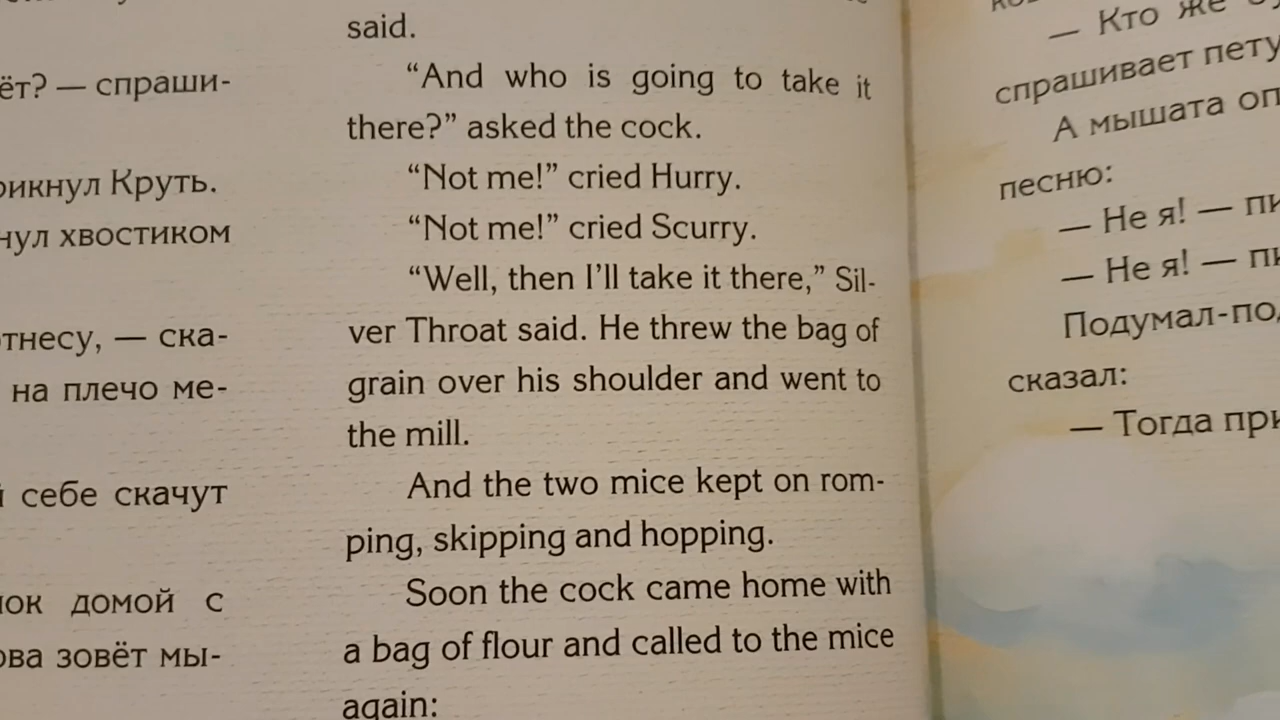 ёт? — спраши-
рикнул Круть.
нул хвостиком
тнесу, — ска-
на плечо ме-
себе скачут
домой с
ова зовёт мы-
said.
“And who is going to take it
there?” asked the cock.
“Not me!” cried Hurry.
“Not me!” cried Scurry.
“Well, then I’ll take it there,” Sil-
ver Throat said. He threw the bag of
grain over his shoulder and went to
the mill.
And the two mice kept on rom-
ping, skipping and hopping.
Soon the cock came home with
a bag of flour and called to the mice
again:
— Кто же
спрашивает пету
А мышата оп
песню:
— Не я! — пи
— Не я! — пи
Подумал-под
сказал:
— Тогда при